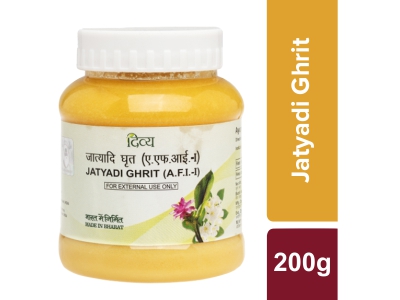 दिव्य
जात्यादि घृत (ए.एफ.आई-I)
JATYADI GHRIT (A.F.I.-I)
FOR EXTERNAL USE ONLY
भारत में निर्मित
MADE IN BHARAT
Jatyadi Ghrit
200g